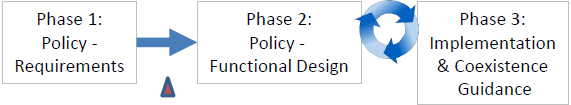 Phase 1:
Policy -
Requirements
Phase 2:
Policy -
Functional Design
Phase 3:
Implementation
& Coexistence
Guidance